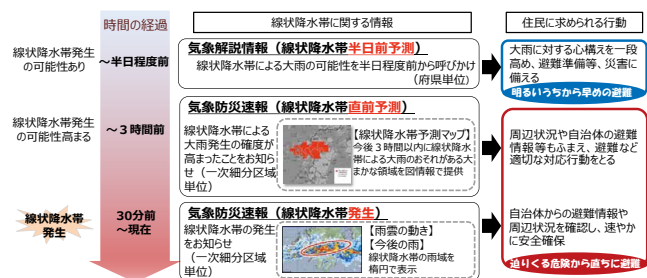 時間の経過
線状降水帯に関する情報
住民に求められる行動
線状降水帯発生
の可能性あり
～半日程度前
気象解説情報（線状降水帯半日前予測）
線状降水帯による大雨の可能性を半日程度前から呼びかけ
（府県単位）
大雨に対する心構えを一段
高め、避難準備等、災害に
備える
明るいうちから早めの避難
線状降水帯発生
の可能性高まる
～３時間前
気象防災速報（線状降水帯直前予測）
線状降水帯による
大雨発生の確度が
高まったことをお知ら
せ（一次細分区域
単位）
【線状降水帯予測マップ】
今後３時間以内に線状降水
帯による大雨のおそれがある大
まかな領域を図情報で提供
周辺状況や自治体の避難
情報等もふまえ、避難など
適切な対応行動をとる
線状降水帯
発生
30分前
～現在
気象防災速報（線状降水帯発生）
線状降水帯の発生
をお知らせ
（一次細分区域
単位）
【雨雲の動き】
【今後の雨】
線状降水帯の雨域を
楕円で表示
自治体からの避難情報や
周辺状況を確認し、速やか
に安全確保
迫りくる危険から直ちに避難